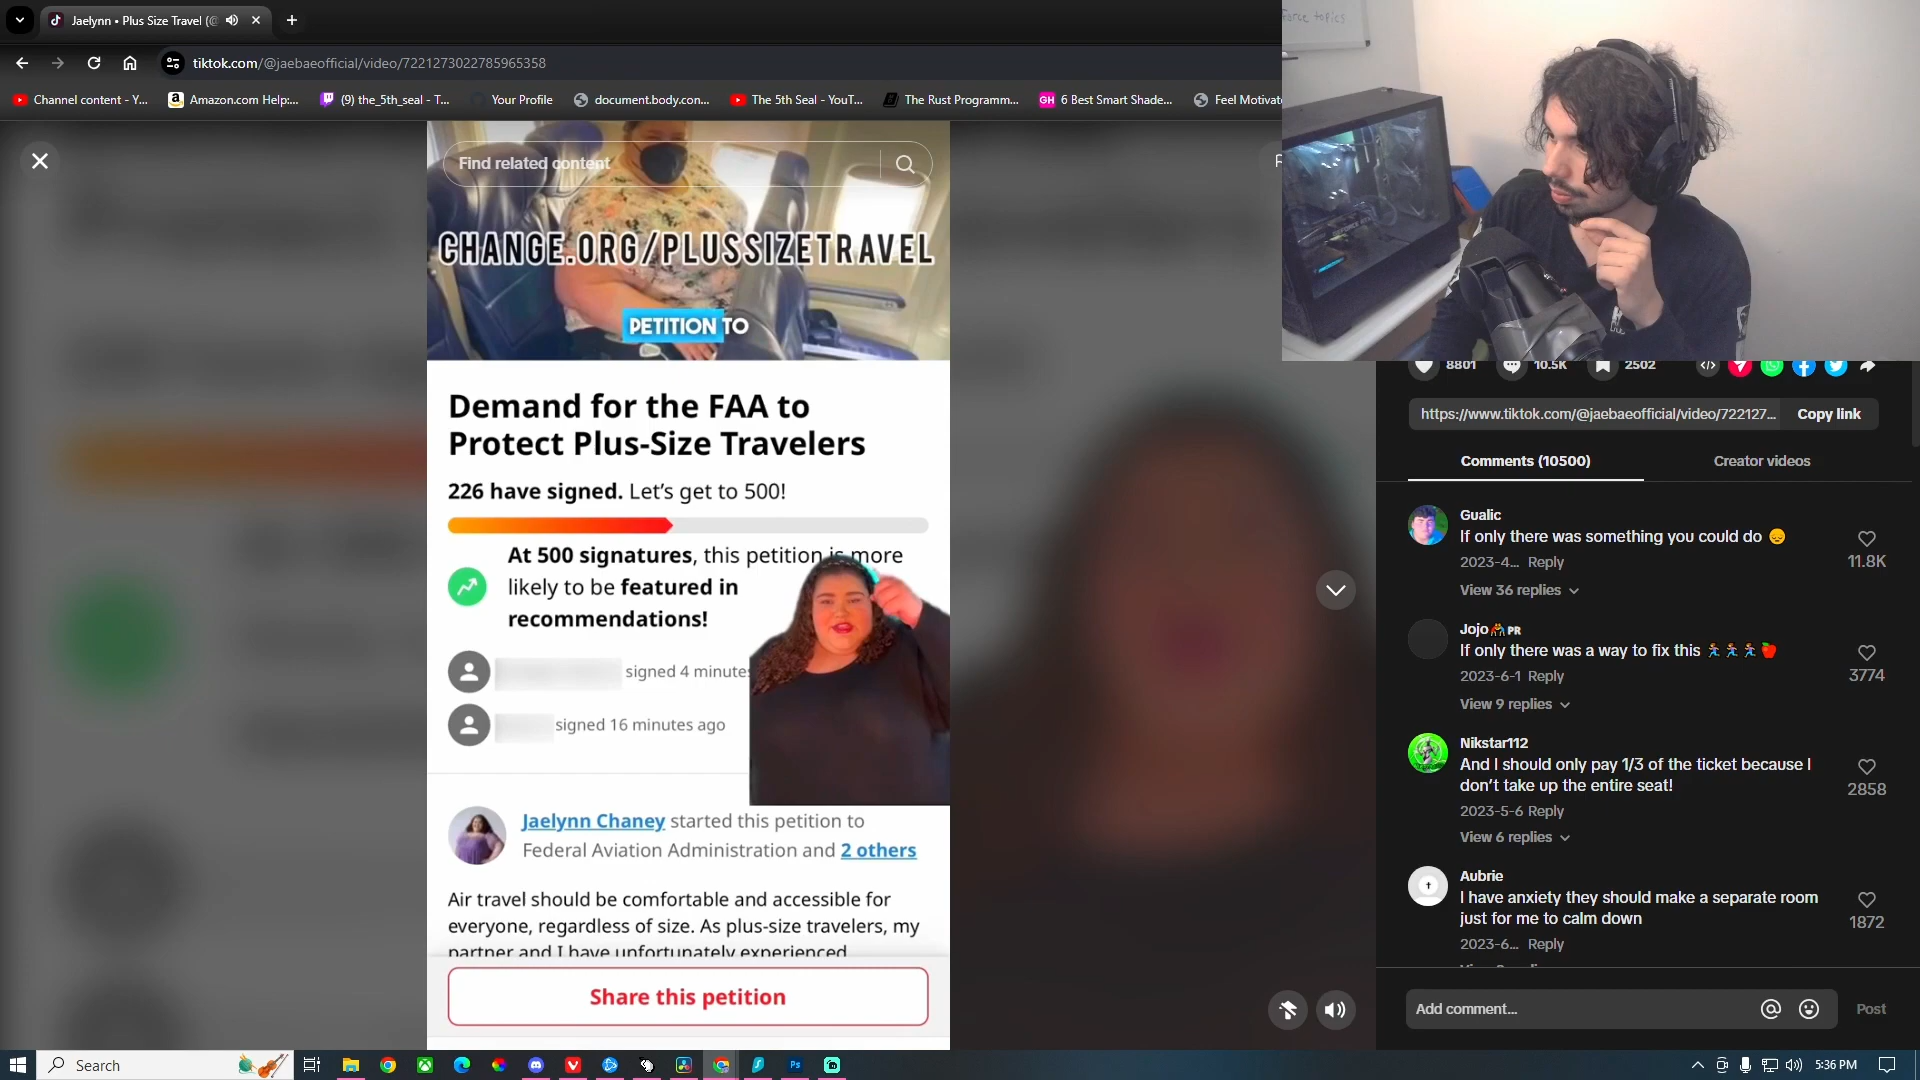 Jaelynn • Plus Size Travel (@
tiktok.com/@jaebaeofficial/video/7221273022785965358
Channel content - Y...
Amazon.com Help:...
(9) the_5th_seal - T...
Your Profile
document.body.con...
The 5th Seal - YouT...
The Rust Programm...
GH
6 Best Smart Shade...
Feel Motivat
Find related content
CHANGE.ORG/PLUSSIZETRAVEL
PETITION TO
Demand for the FAA to
Protect Plus-Size Travelers
226 have signed. Let's get to 500!
At 500 signatures, this petition is more
likely to be featured in
recommendations!
signed 4 minutes
signed 16 minutes ago
Jaelynn Chaney started this petition to
Federal Aviation Administration and 2 others
Air travel should be comfortable and accessible for
everyone, regardless of size. As plus-size travelers, my
partner and I have unfortunately experienced
Share this petition
8801
10.5K
2502
https://www.tiktok.com/@jaebaeofficial/video/722127...
Copy link
Comments (10500)
Creator videos
Gualic
If only there was something you could do 😔
2023-4... Reply
11.8K
View 36 replies
Jojo
If only there was a way to fix this 🏃🏃🏃🍎
2023-6-1 Reply
3774
View 9 replies
Nikstar112
And I should only pay 1/3 of the ticket because I
don't take up the entire seat!
2023-5-6 Reply
2858
View 6 replies
Aubrie
I have anxiety they should make a separate room
just for me to calm down
2023-6... Reply
1872
Add comment...
Post
Search
5:36 PM